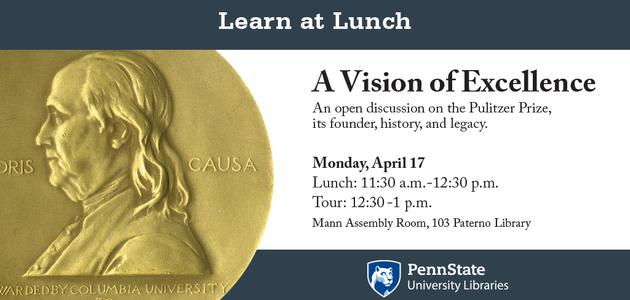 Learn at Lunch
A Vision of Excellence
An open discussion on the Pulitzer Prize,
its founder, history, and legacy.
Monday, April 17
Lunch: 11:30 a.m.-12:30 p.m.
Tour: 12:30-1 p.m.
Mann Assembly Room, 103 Paterno Library
ORIS CAUSA
WARDED BY COLUMBIA UNIVERSITY
PennState
University Libraries